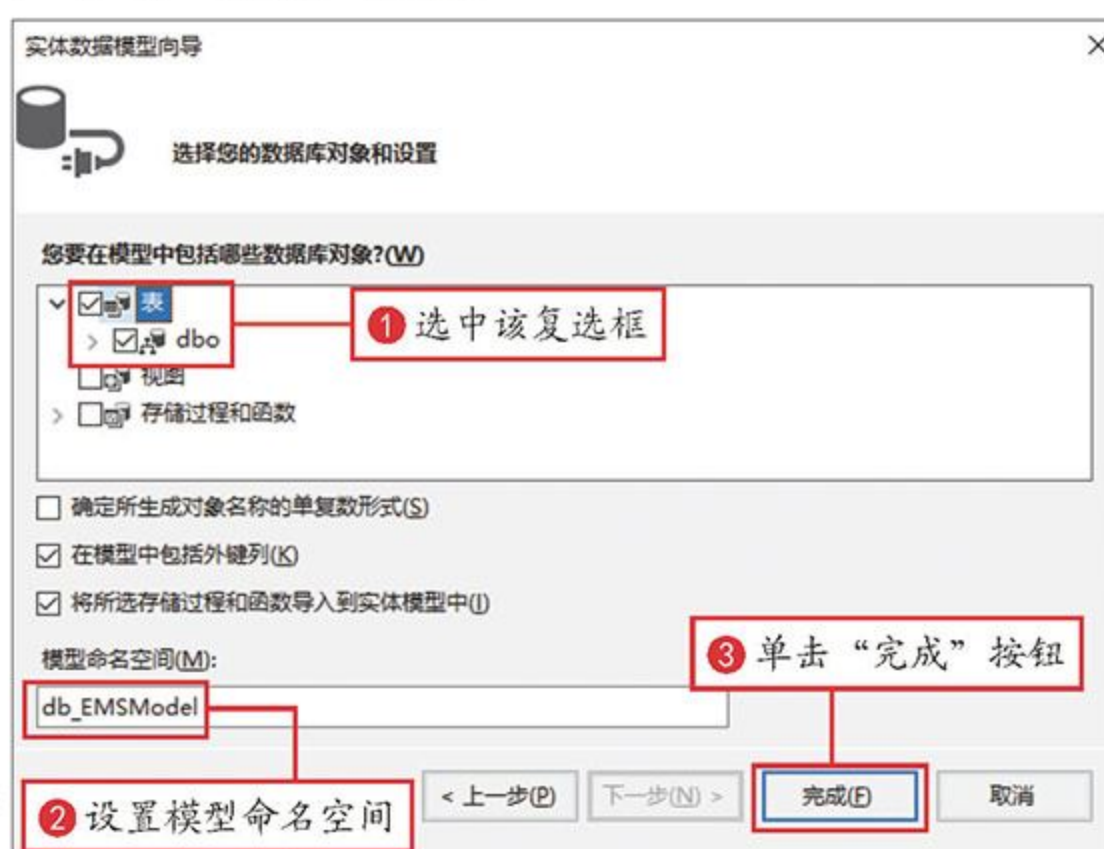 实体数据模型向导
选择您的数据库对象和设置
您要在模型中包括哪些数据库对象?(W)
表
dbo
❶选中该复选框
视图
存储过程和函数
确定所生成对象名称的单复数形式(S)
在模型中包括外键列(K)
将所选存储过程和函数导入到实体模型中(I)
模型命名空间(M):
❸单击“完成”按钮
db_EMSModel
❷设置模型命名空间
< 上一步(P)
下一步(N) >
完成(F)
取消